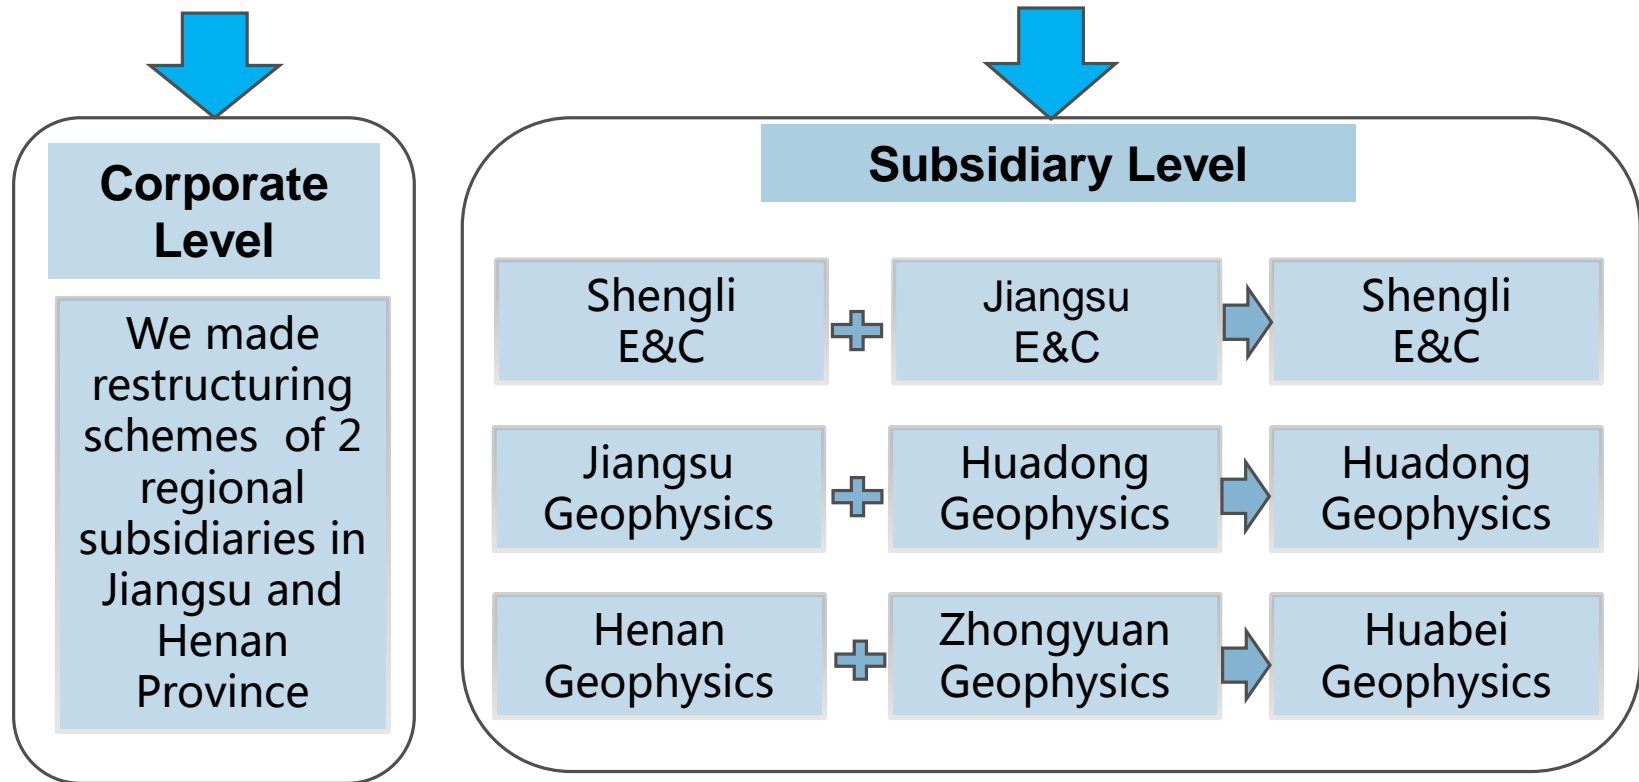 Corporate
Level
We made
restructuring
schemes  of 2
regional
subsidiaries in
Jiangsu and
Henan
Province
Subsidiary Level
Shengli
E&C
Jiangsu
E&C
Shengli
E&C
Jiangsu
Geophysics
Huadong
Geophysics
Huadong
Geophysics
Henan
Geophysics
Zhongyuan
Geophysics
Huabei
Geophysics